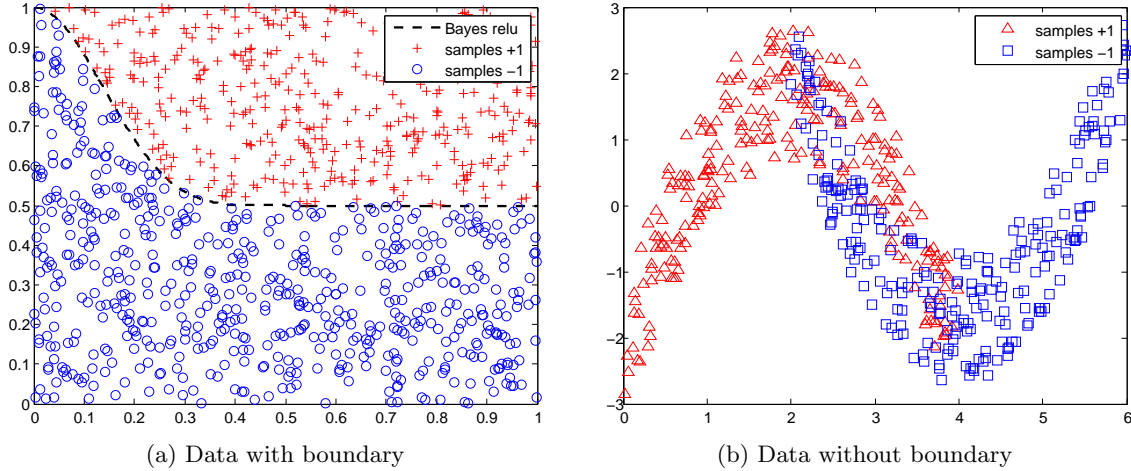 Bayes relu
samples +1
samples −1
1
0.9
0.8
0.7
0.6
0.5
0.4
0.3
0.2
0.1
0
0 0.1 0.2 0.3 0.4 0.5 0.6 0.7 0.8 0.9 1
(a) Data with boundary
samples +1
samples −1
3
2
1
0
−1
−2
−3
0 1 2 3 4 5 6
(b) Data without boundary